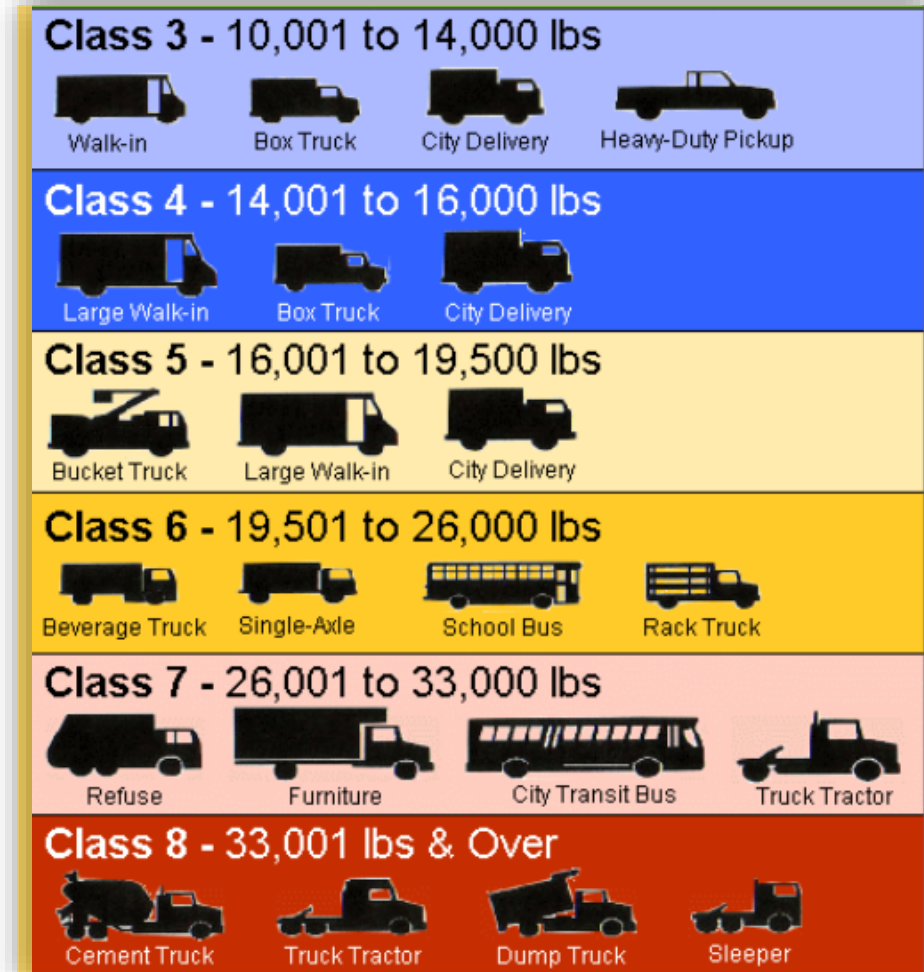 Class 3 - 10,001 to 14,000 lbs
Walk-in Box Truck City Delivery Heavy-Duty Pickup
Class 4 - 14,001 to 16,000 lbs
Large Walk-in Box Truck City Delivery
Class 5 - 16,001 to 19,500 lbs
Bucket Truck Large Walk-in City Delivery
Class 6 - 19,501 to 26,000 lbs
Beverage Truck Single-Axle School Bus Rack Truck
Class 7 - 26,001 to 33,000 lbs
Refuse Furniture City Transit Bus Truck Tractor
Class 8 - 33,001 lbs & Over
Cement Truck Truck Tractor Dump Truck Sleeper